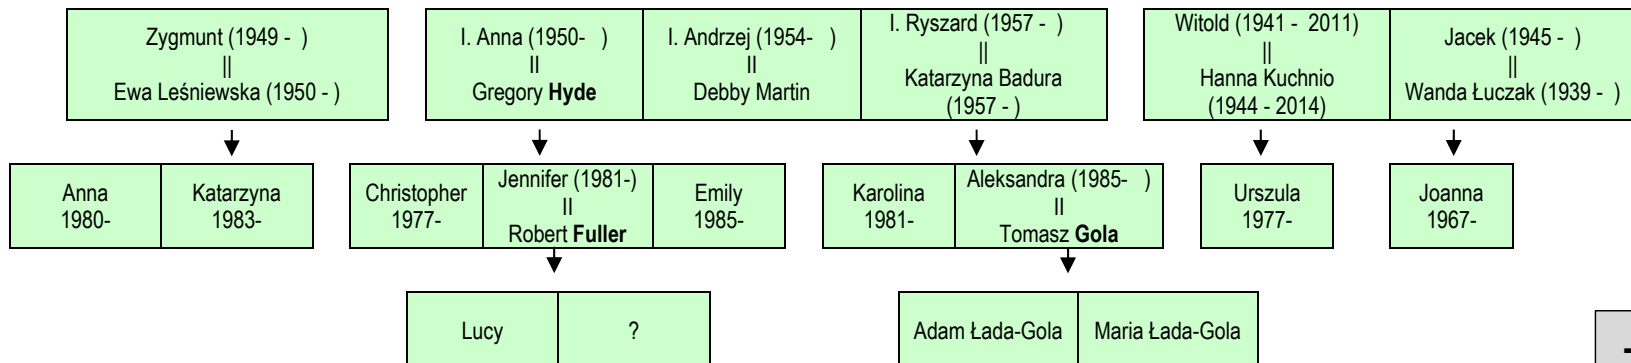 Zygmunt (1949 -  )
||
Ewa Leśniewska (1950 - )
I. Anna (1950-  )
II
Gregory Hyde
I. Andrzej (1954-  )
II
Debby Martin
I. Ryszard (1957 -  )
||
Katarzyna Badura
(1957 - )
Witold (1941 -  2011)
||
Hanna Kuchnio
(1944 - 2014)
Jacek (1945 -  )
||
Wanda Łuczak (1939 -  )
Anna
1980-
Katarzyna
1983-
Christopher
1977-
Jennifer (1981-)
II
Robert Fuller
Emily
1985-
Karolina
1981-
Aleksandra (1985-  )
II
Tomasz Gola
Urszula
1977-
Joanna
1967-
Lucy
?
Adam Łada-Gola
Maria Łada-Gola